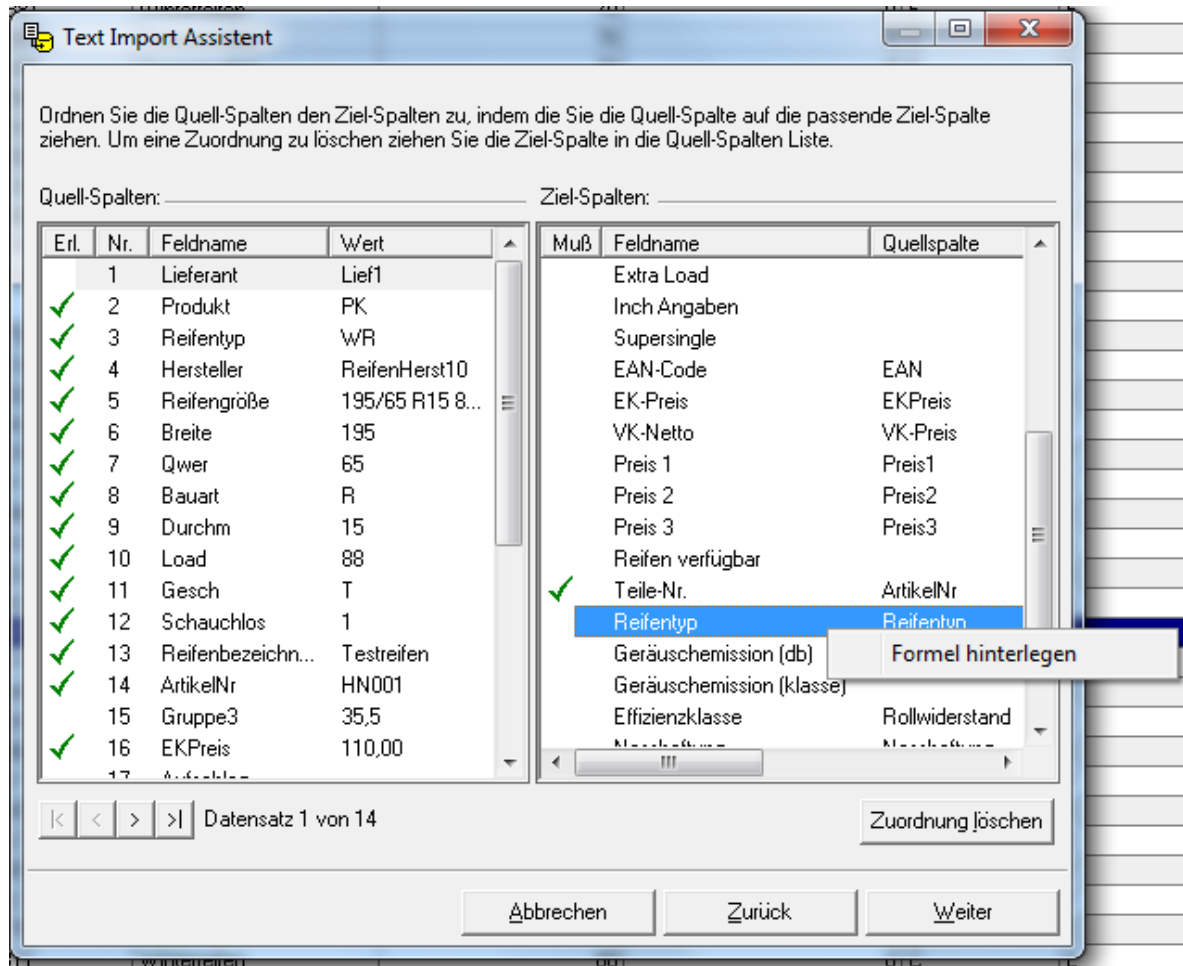 Text Import Assistent
Ordnen Sie die Quell-Spalten den Ziel-Spalten zu, indem die Sie die Quell-Spalte auf die passende Ziel-Spalte
ziehen. Um eine Zuordnung zu löschen ziehen Sie die Ziel-Spalte in die Quell-Spalten Liste.
Quell-Spalten:
Erl. Nr. Feldname Wert
1 Lieferant Lief1
2 Produkt PK
3 Reifentyp WR
4 Hersteller ReifenHerst10
5 Reifengröße 195/65 R15 8...
6 Breite 195
7 Qwer 65
8 Bauart R
9 Durchm 15
10 Load 88
11 Gesch T
12 Schauchlos 1
13 Reifenbezeichn... Testreifen
14 ArtikelNr HN001
15 Gruppe3 35,5
16 EKPreis 110,00
17
Datensatz 1 von 14
Ziel-Spalten:
Muß Feldname Quellspalte
Extra Load
Inch Angaben
Supersingle
EAN-Code EAN
EK-Preis EKPreis
VK-Netto VK-Preis
Preis 1 Preis1
Preis 2 Preis2
Preis 3 Preis3
Reifen verfügbar
Teile-Nr. ArtikelNr
Reifentyp Reifentyp
Geräuschemission (db)
Geräuschemission (klasse)
Effizienzklasse Rollwiderstand
Formel hinterlegen
Zuordnung löschen
Abbrechen
Zurück
Weiter